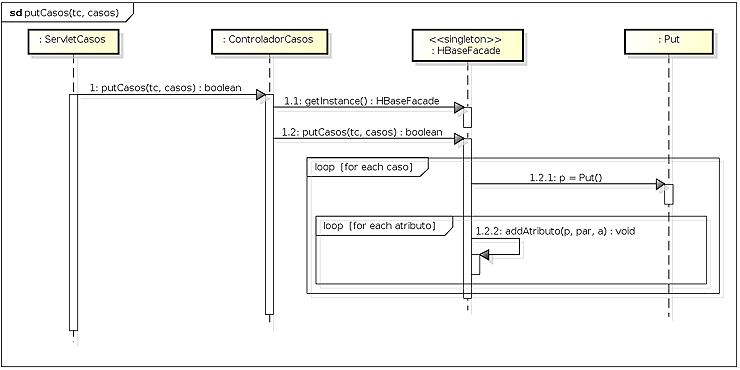 sd putCasos(tc, casos)
: ServletCasos
: ControladorCasos
<<singleton>>
: HBaseFacade
: Put
1: putCasos(tc, casos) : boolean
1.1: getInstance() : HBaseFacade
1.2: putCasos(tc, casos) : boolean
loop [for each caso]
1.2.1: p = Put()
loop [for each atributo]
1.2.2: addAtributo(p, par, a) : void